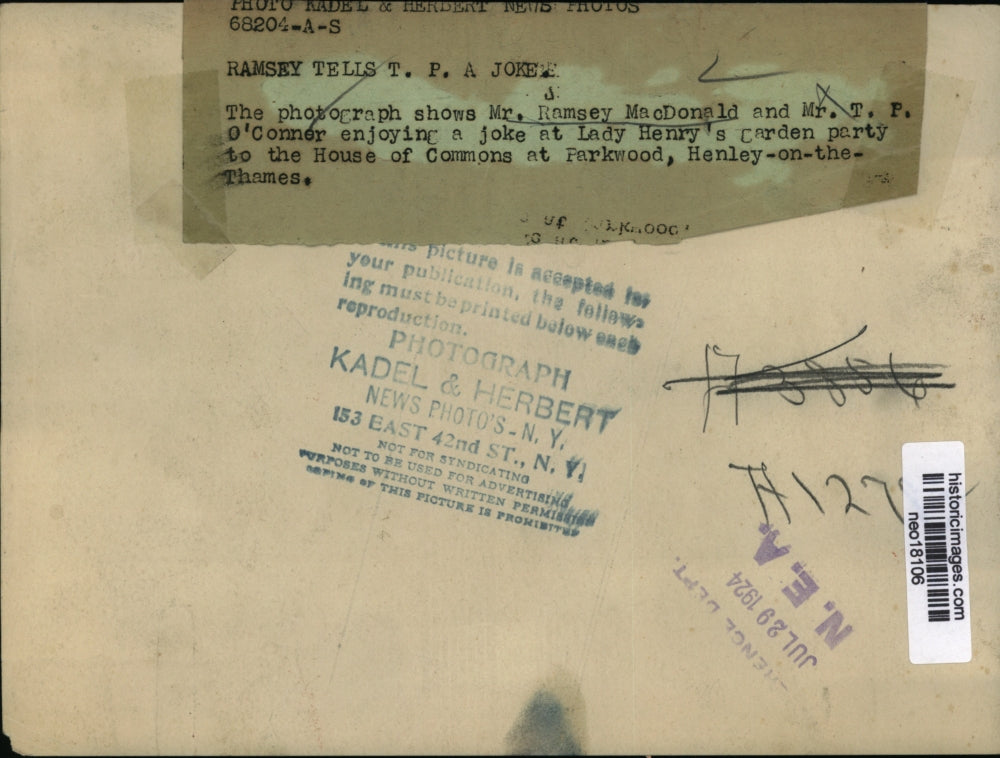 PHOTO KADEL & HERBERT NEWS PHOTOS
68204-A-S
RAMSEY TELLS T. P. A JOKE
The photograph shows Mr. Ramsey MacDonald and Mr. T. P.
O'Conner enjoying a joke at Lady Henry's garden party
to the House of Commons at Parkwood, Henley-on-the-
Thames.
this picture is accepted for
your publication, the follow-
ing must be printed below each
reproduction.
PHOTOGRAPH
KADEL & HERBERT
NEWS PHOTO'S - N. Y.
153 EAST 42nd ST., N. Y.
NOT FOR SYNDICATING
NOT TO BE USED FOR ADVERTISING
PURPOSES WITHOUT WRITTEN PERMISSION
COPING OF THIS PICTURE IS PROHIBITED
#127
DEPT.
JUL 29 1924
N. E. A.
historicimages.com
neo18106